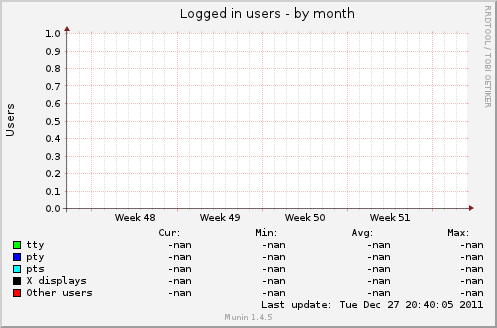 Logged in users - by month
RRDTOOL / TOBI OETIKER
Users
1.0
0.9
0.8
0.7
0.6
0.5
0.4
0.3
0.2
0.1
0.0
Week 48 Week 49 Week 50 Week 51
Cur: Min: Avg: Max:
tty -nan -nan -nan -nan
pty -nan -nan -nan -nan
pts -nan -nan -nan -nan
X displays -nan -nan -nan -nan
Other users -nan -nan -nan -nan
Last update: Tue Dec 27 20:40:05 2011
Munin 1.4.5